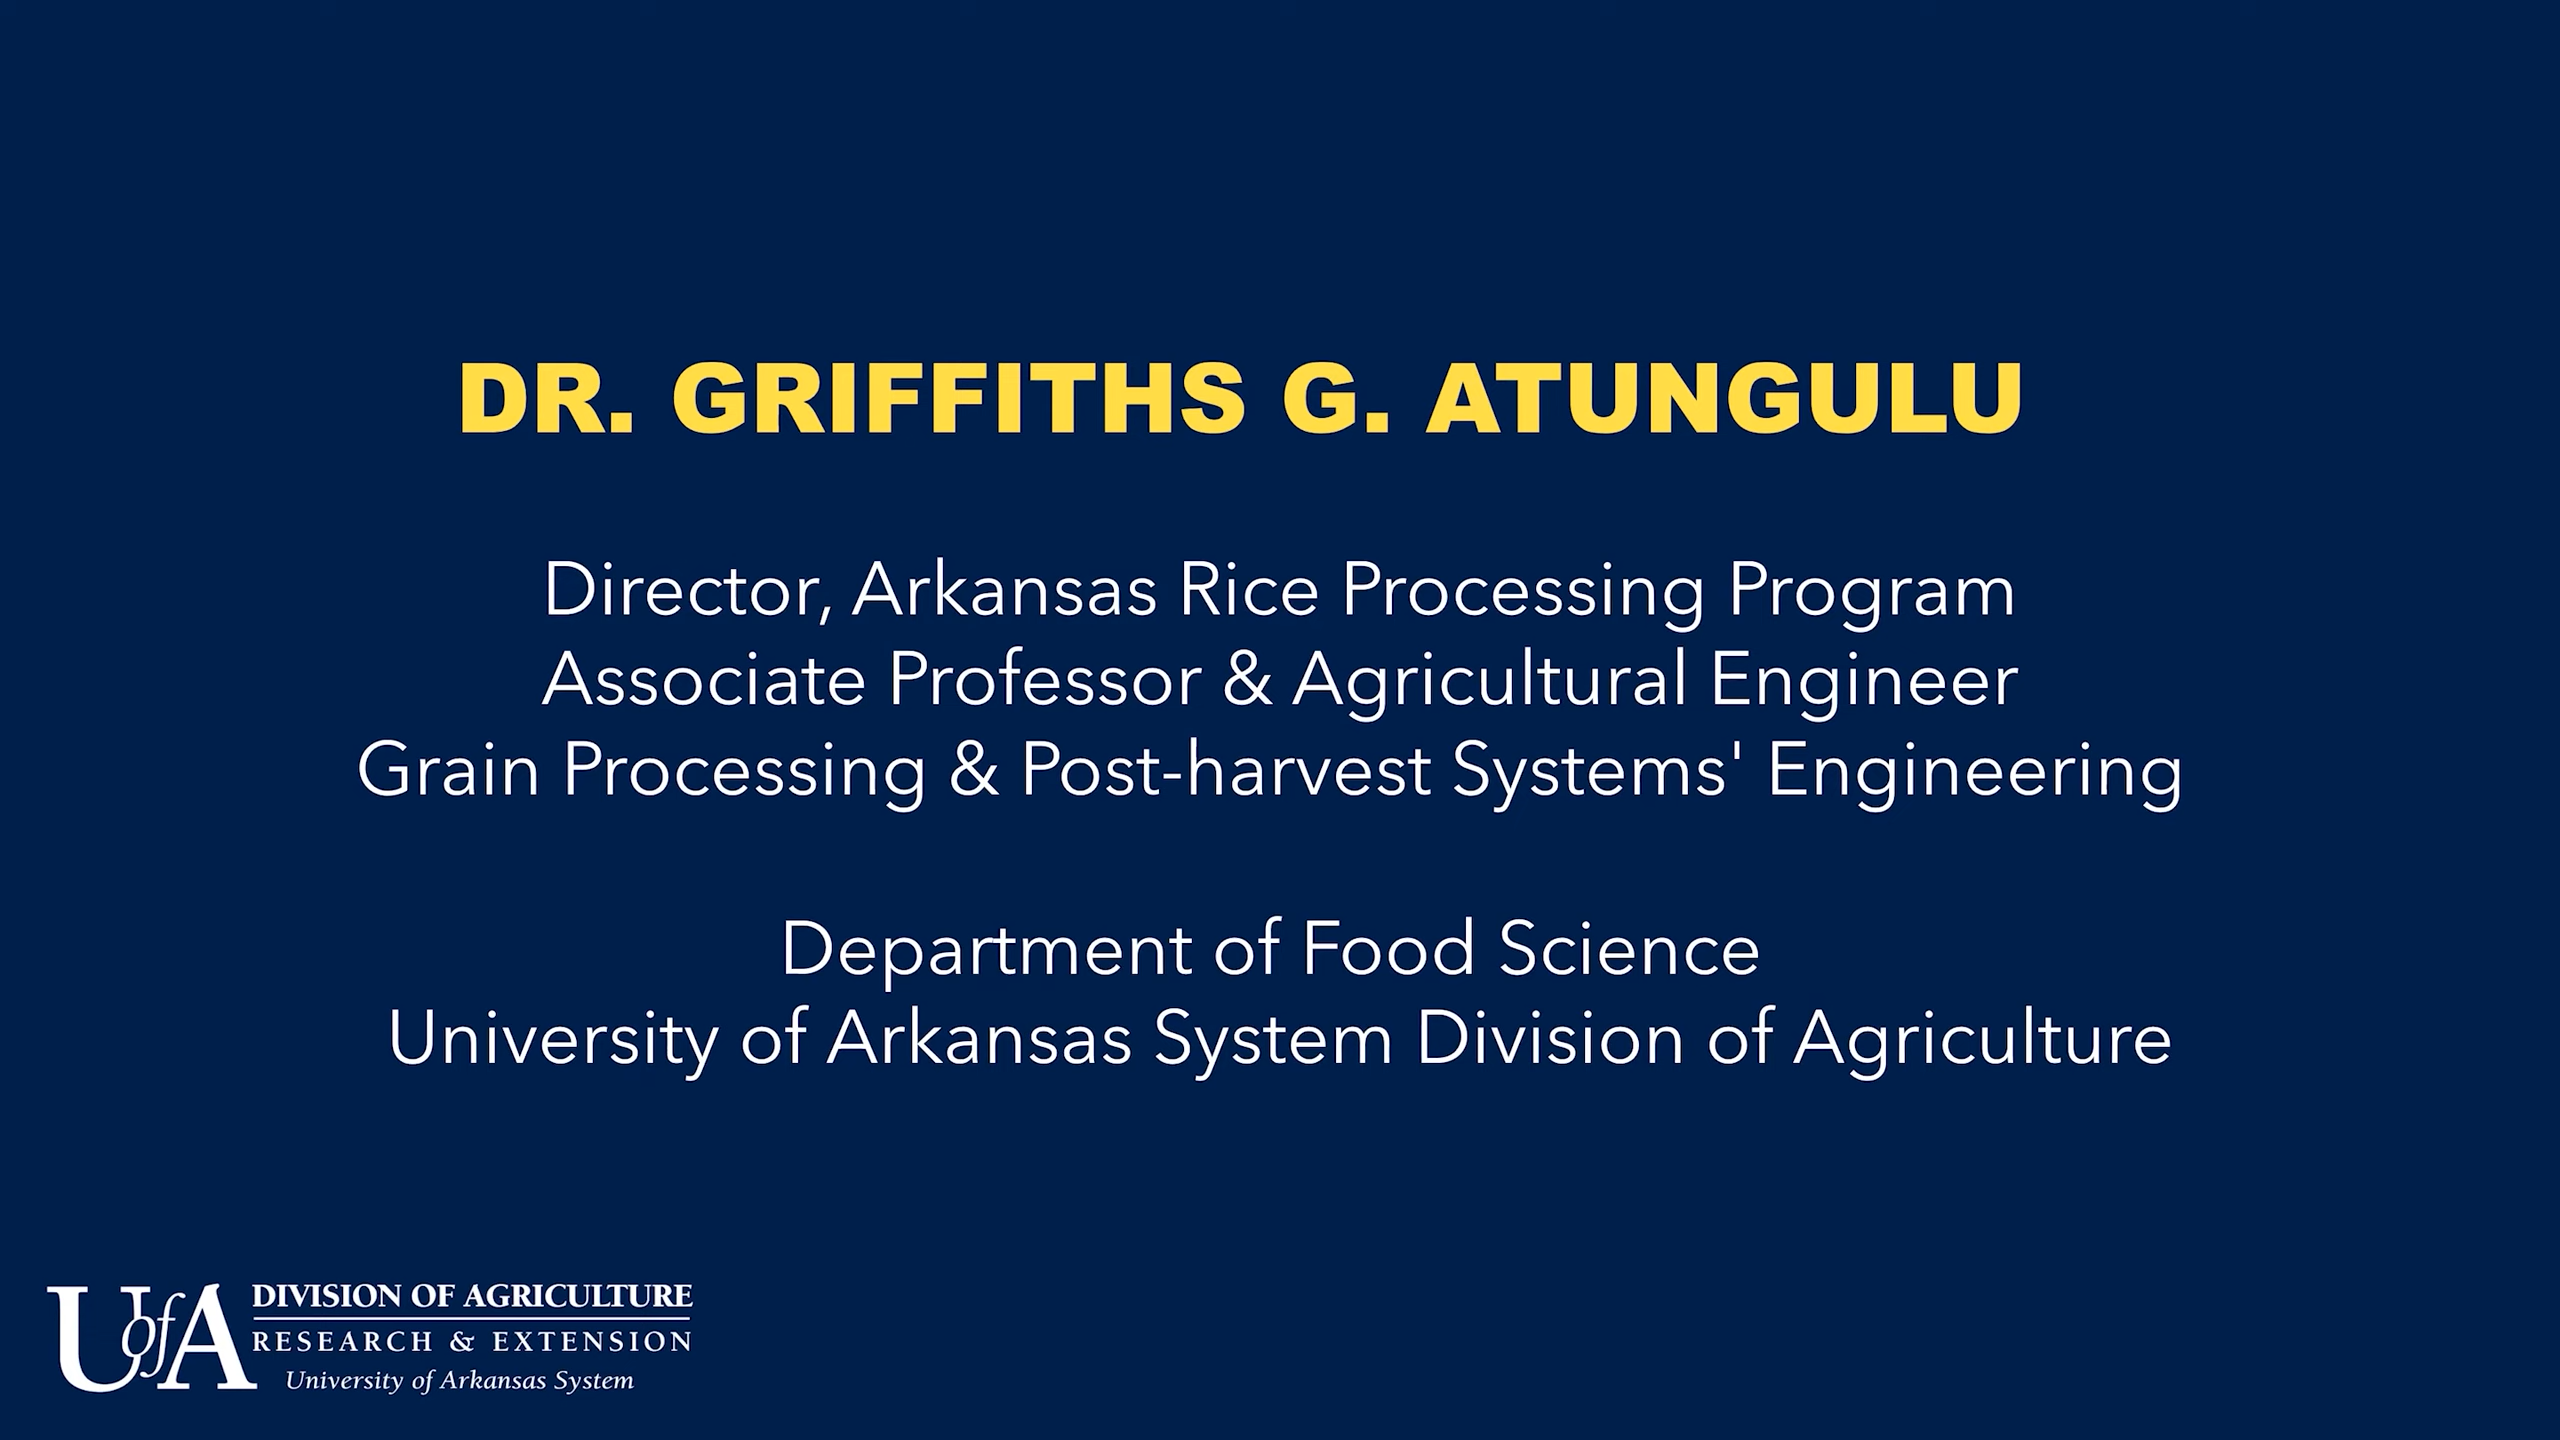 DR. GRIFFITHS G. ATUNGULU
Director, Arkansas Rice Processing Program
Associate Professor & Agricultural Engineer
Grain Processing & Post-harvest Systems' Engineering
Department of Food Science
University of Arkansas System Division of Agriculture
UofA
DIVISION OF AGRICULTURE
RESEARCH & EXTENSION
University of Arkansas System